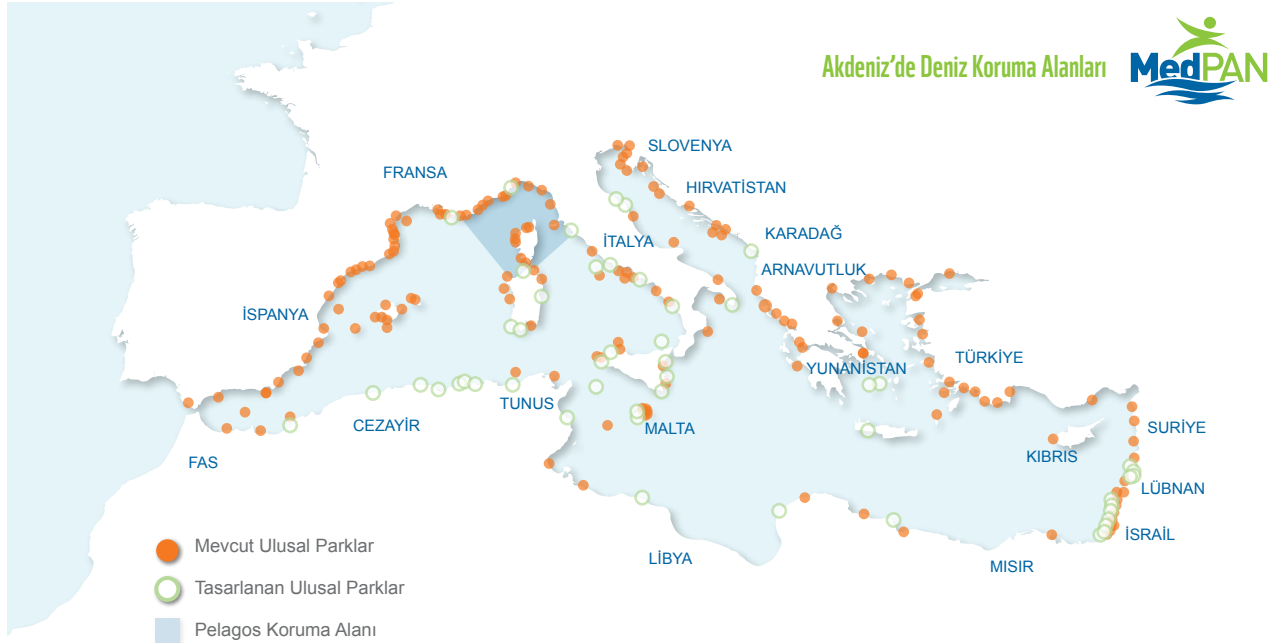 Akdeniz’de Deniz Koruma Alanları
MedPAN
SLOVENYA
FRANSA
HIRVATİSTAN
KARADAĞ
İTALYA
ARNAVUTLUK
İSPANYA
TÜRKİYE
YUNANİSTAN
TUNUS
CEZAYİR
MALTA
SURİYE
KIBRIS
FAS
LÜBNAN
İSRAİL
LİBYA
MISIR
Mevcut Ulusal Parklar
Tasarlanan Ulusal Parklar
Pelagos Koruma Alanı